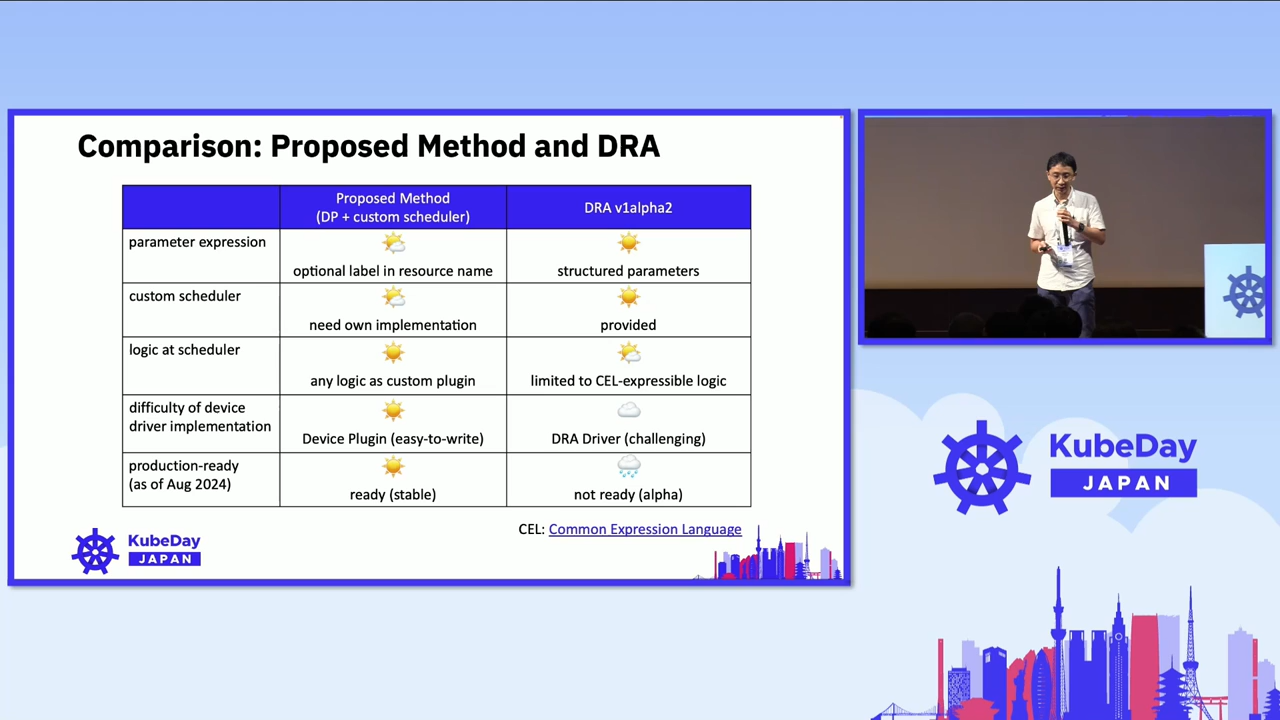 Comparison: Proposed Method and DRA
Proposed Method
(DP + custom scheduler)
DRA v1alpha2
parameter expression
optional label in resource name
structured parameters
custom scheduler
need own implementation
provided
logic at scheduler
any logic as custom plugin
limited to CEL-expressible logic
difficulty of device
driver implementation
Device Plugin (easy-to-write)
DRA Driver (challenging)
production-ready
(as of Aug 2024)
ready (stable)
not ready (alpha)
CEL: Common Expression Language
KubeDay
JAPAN
KubeDay
JAPAN